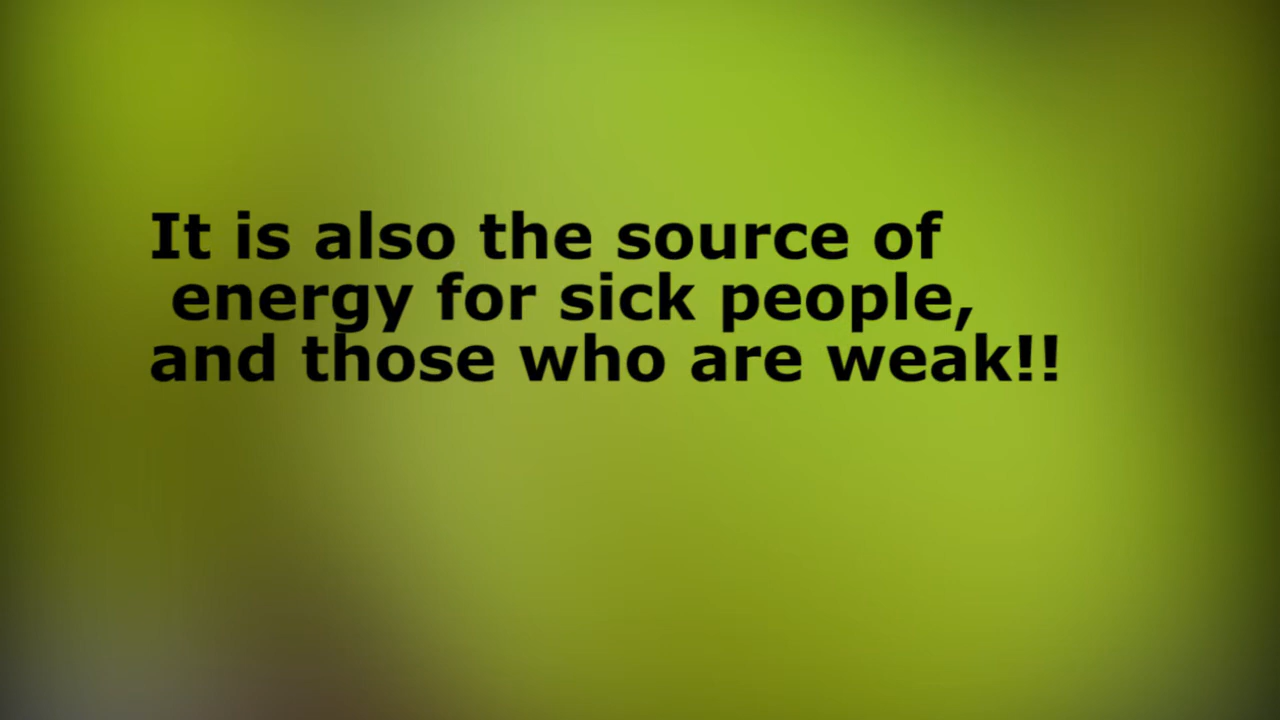 It is also the source of
energy for sick people,
and those who are weak!!